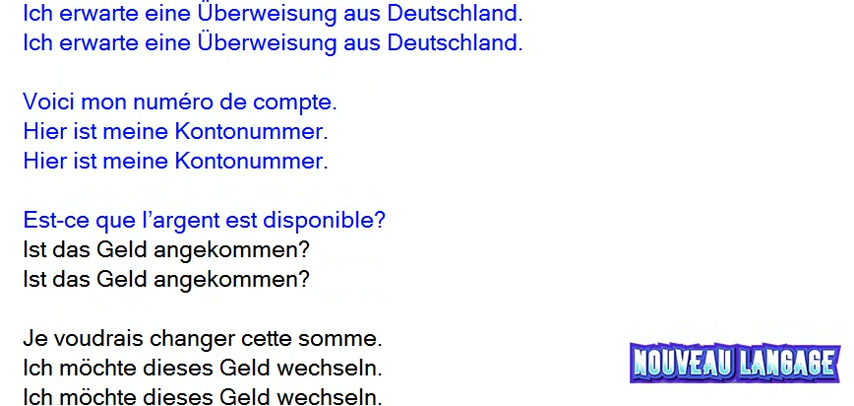 Ich erwarte eine Überweisung aus Deutschland.
Ich erwarte eine Überweisung aus Deutschland.
Voici mon numéro de compte.
Hier ist meine Kontonummer.
Hier ist meine Kontonummer.
Est-ce que l’argent est disponible?
Ist das Geld angekommen?
Ist das Geld angekommen?
Je voudrais changer cette somme.
Ich möchte dieses Geld wechseln.
Ich möchte dieses Geld wechseln.
NOUVEAU LANGAGE